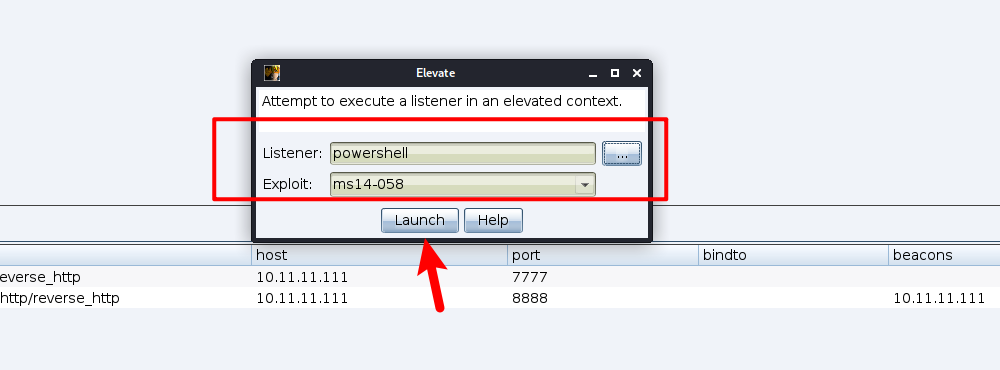 Elevate
Attempt to execute a listener in an elevated context.
Listener: powershell ...
Exploit: ms14-058
Launch Help
host port bindto beacons
everse_http 10.11.11.111 7777
http/reverse_http 10.11.11.111 8888 10.11.11.111